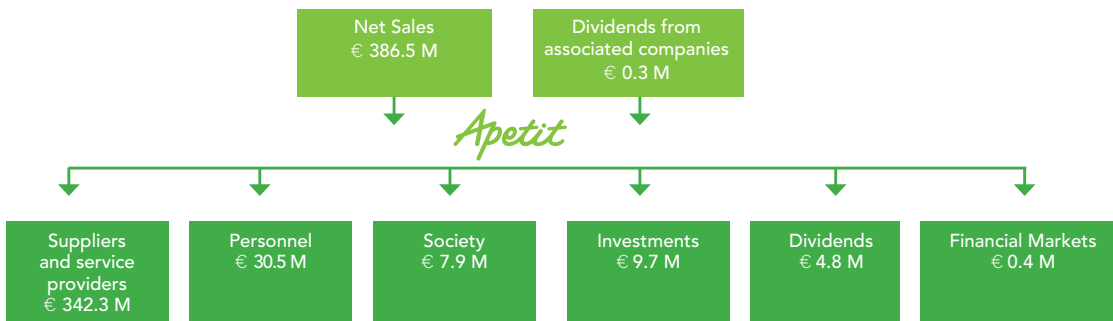 Net Sales
€ 386.5 M
Dividends from
associated companies
€ 0.3 M
Apetit
Suppliers
and service
providers
€ 342.3 M
Personnel
€ 30.5 M
Society
€ 7.9 M
Investments
€ 9.7 M
Dividends
€ 4.8 M
Financial Markets
€ 0.4 M